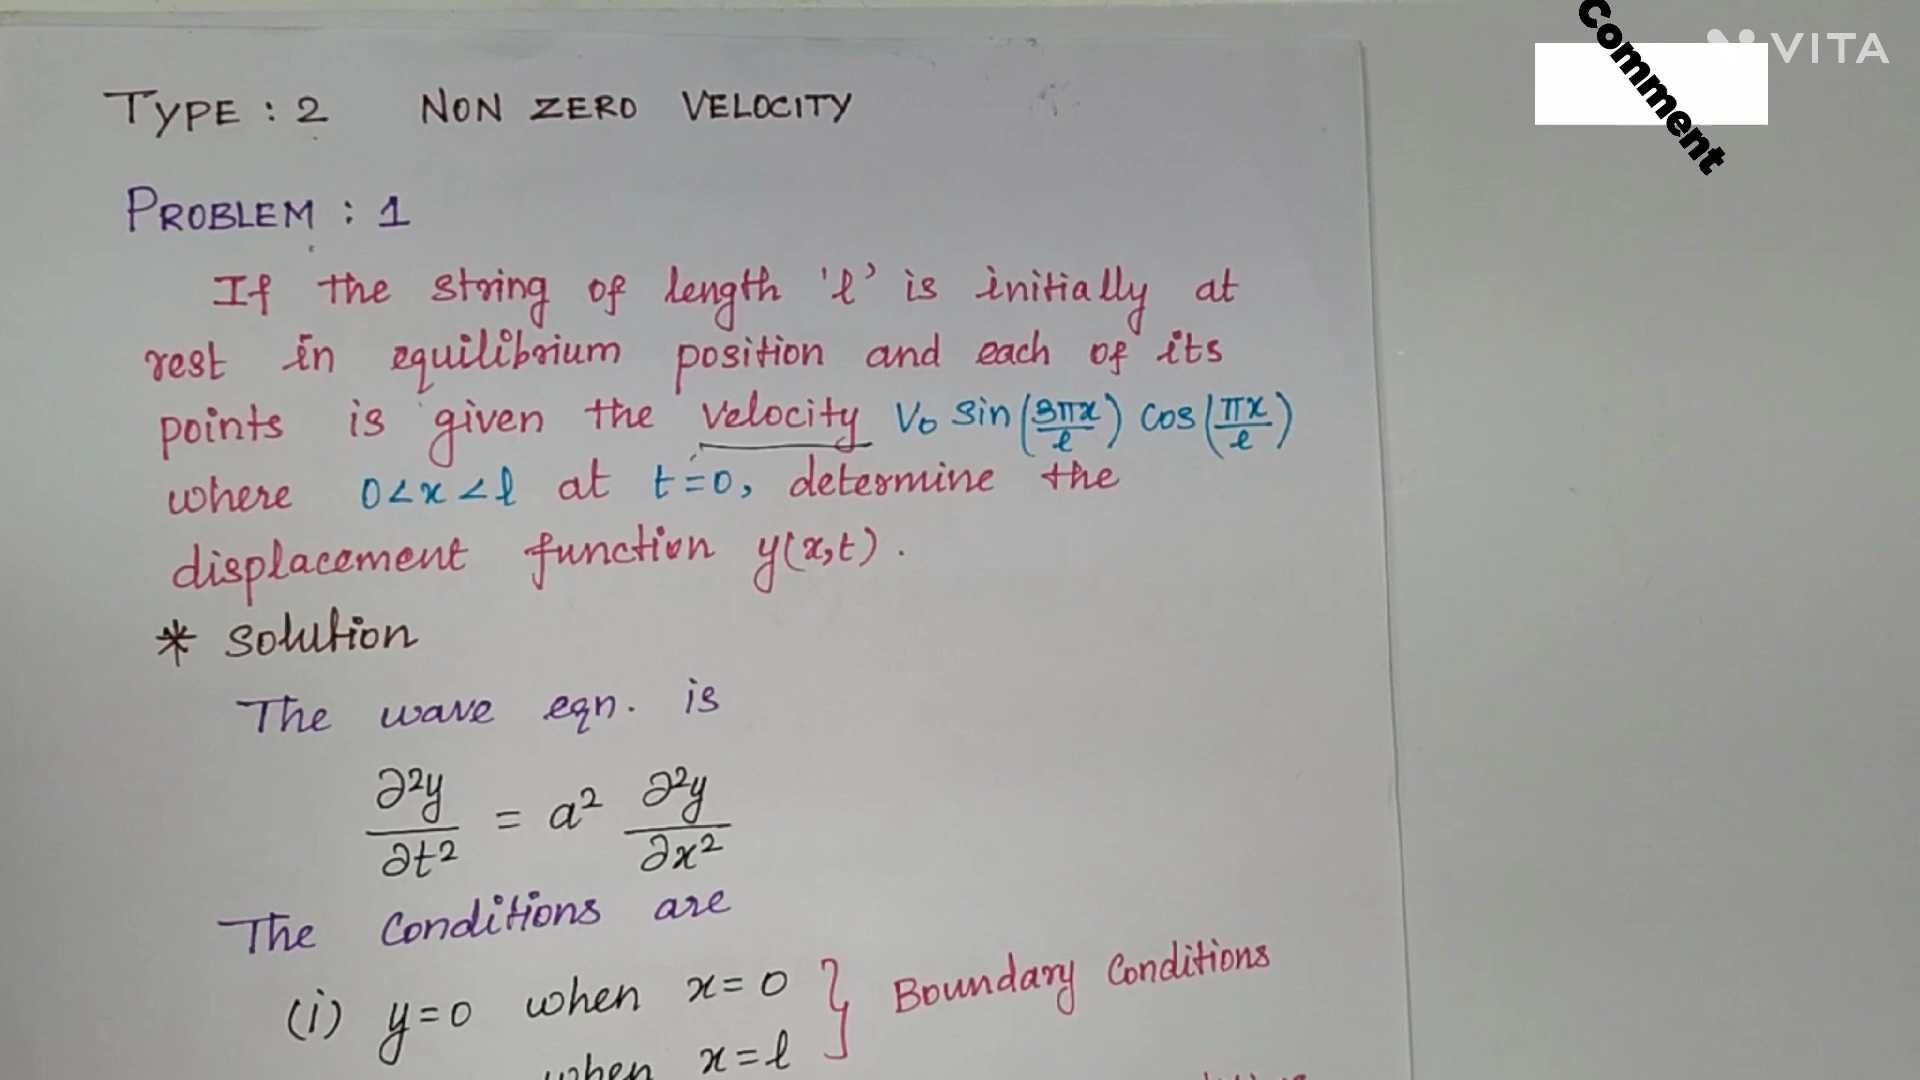 Comment
VITA
TYPE : 2 NON ZERO VELOCITY
PROBLEM : 1
If the string of length 'l' is initially at
rest in equilibrium position and each of its
points is given the velocity V₀ sin(3πx/l) cos(πx/l)
where 0<x<l at t=0, determine the
displacement function y(x,t).
* Solution
The wave eqn. is
∂²y/∂t² = a² ∂²y/∂x²
The Conditions are
(i) y=0 when x=0 } Boundary Conditions
when x=l